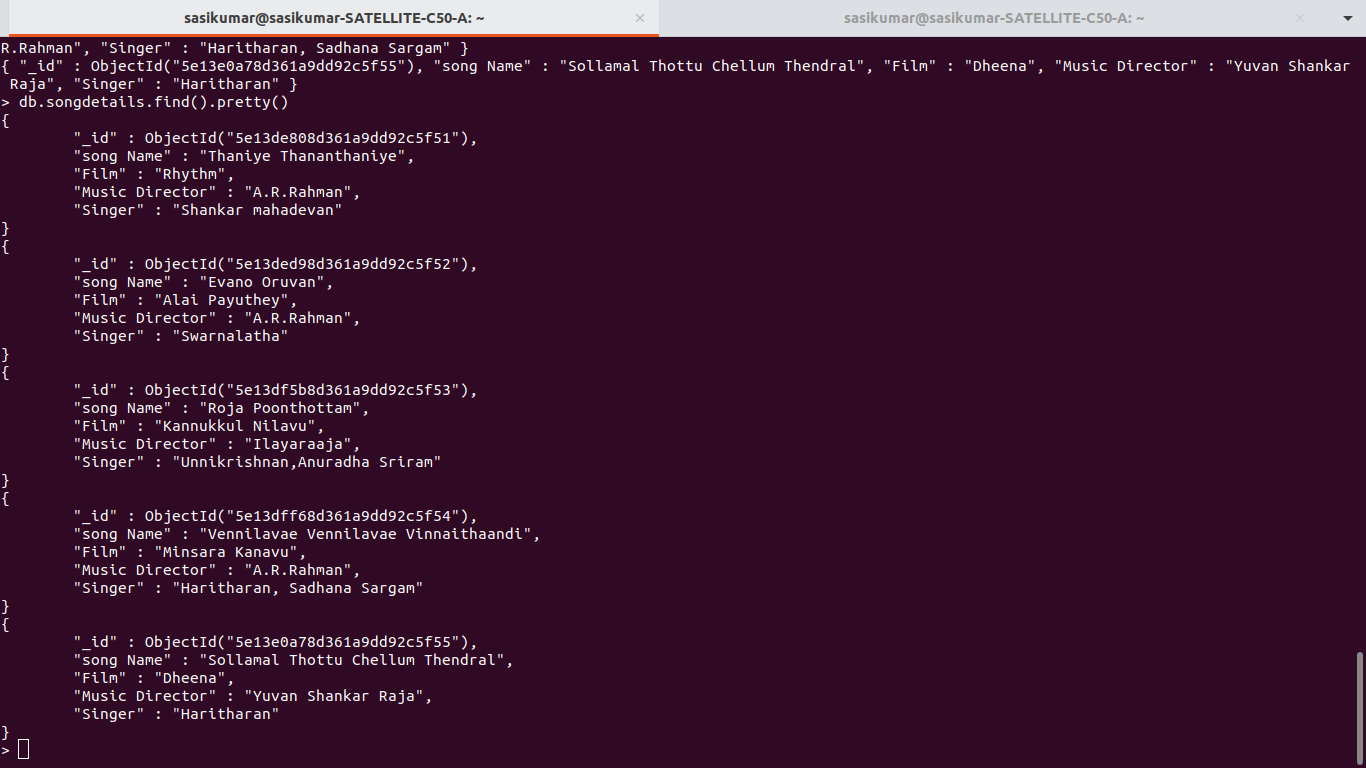 sasikumar@sasikumar-SATELLITE-C50-A: ~ × sasikumar@sasikumar-SATELLITE-C50-A: ~ ×
R.Rahman", "Singer" : "Haritharan, Sadhana Sargam" }
{ "_id" : ObjectId("5e13e0a78d361a9dd92c5f55"), "song Name" : "Sollamal Thottu Chellum Thendral", "Film" : "Dheena", "Music Director" : "Yuvan Shankar
 Raja", "Singer" : "Haritharan" }
> db.songdetails.find().pretty()
{
        "_id" : ObjectId("5e13de808d361a9dd92c5f51"),
        "song Name" : "Thaniye Thananthaniye",
        "Film" : "Rhythm",
        "Music Director" : "A.R.Rahman",
        "Singer" : "Shankar mahadevan"
}
{
        "_id" : ObjectId("5e13ded98d361a9dd92c5f52"),
        "song Name" : "Evano Oruvan",
        "Film" : "Alai Payuthey",
        "Music Director" : "A.R.Rahman",
        "Singer" : "Swarnalatha"
}
{
        "_id" : ObjectId("5e13df5b8d361a9dd92c5f53"),
        "song Name" : "Roja Poonthottam",
        "Film" : "Kannukkul Nilavu",
        "Music Director" : "Ilayaraaja",
        "Singer" : "Unnikrishnan,Anuradha Sriram"
}
{
        "_id" : ObjectId("5e13dff68d361a9dd92c5f54"),
        "song Name" : "Vennilavae Vennilavae Vinnaithaandi",
        "Film" : "Minsara Kanavu",
        "Music Director" : "A.R.Rahman",
        "Singer" : "Haritharan, Sadhana Sargam"
}
{
        "_id" : ObjectId("5e13e0a78d361a9dd92c5f55"),
        "song Name" : "Sollamal Thottu Chellum Thendral",
        "Film" : "Dheena",
        "Music Director" : "Yuvan Shankar Raja",
        "Singer" : "Haritharan"
}
>